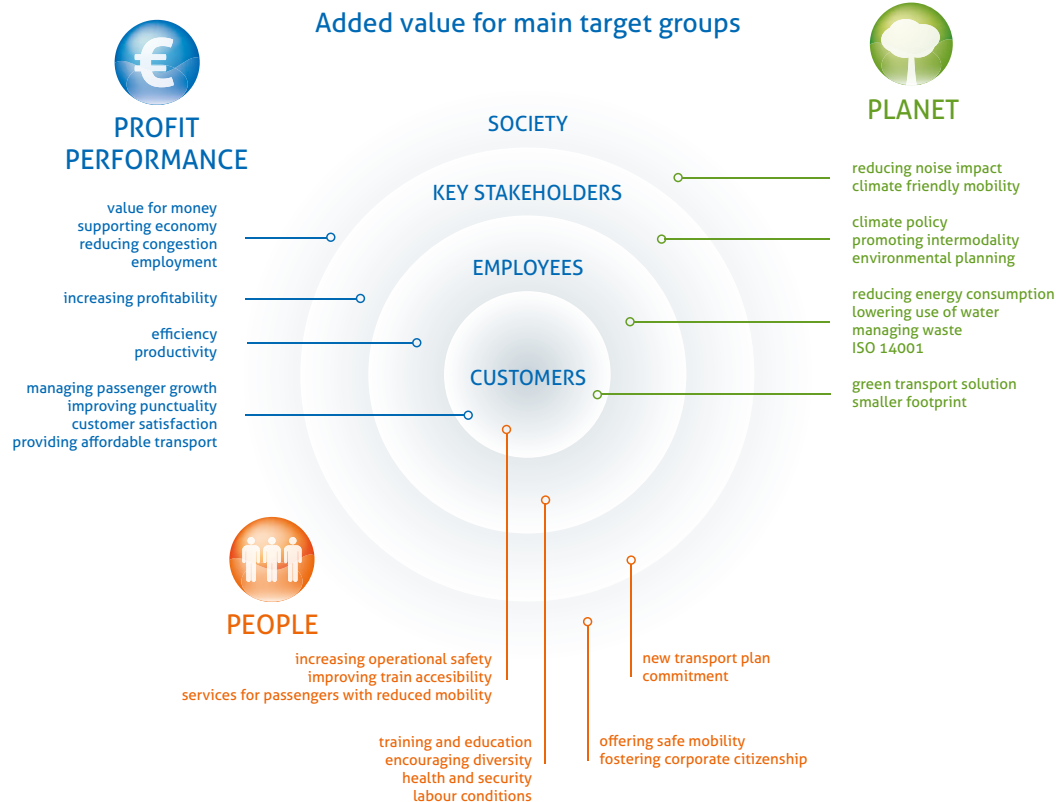 Added value for main target groups
€
PROFIT
PERFORMANCE
value for money
supporting economy
reducing congestion
employment
increasing profitability
efficiency
productivity
managing passenger growth
improving punctuality
customer satisfaction
providing affordable transport
SOCIETY
KEY STAKEHOLDERS
EMPLOYEES
CUSTOMERS
PLANET
reducing noise impact
climate friendly mobility
climate policy
promoting intermodality
environmental planning
reducing energy consumption
lowering use of water
managing waste
ISO 14001
green transport solution
smaller footprint
PEOPLE
increasing operational safety
improving train accesibility
services for passengers with reduced mobility
training and education
encouraging diversity
health and security
labour conditions
new transport plan
commitment
offering safe mobility
fostering corporate citizenship